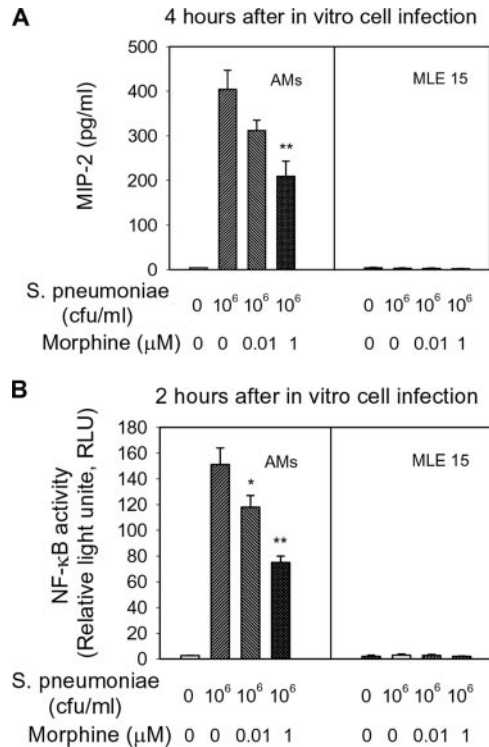 A
4 hours after in vitro cell infection
MIP-2 (pg/ml)
500
400
300
200
100
0
AMs
MLE 15
**
S. pneumoniae (cfu/ml)
0 10⁶ 10⁶ 10⁶ 0 10⁶ 10⁶ 10⁶
Morphine (μM) 0 0 0.01 1 0 0 0.01 1
B
2 hours after in vitro cell infection
NF-κB activity
(Relative light unite, RLU)
180
160
140
120
100
80
60
40
20
0
AMs
MLE 15
*
**
S. pneumoniae (cfu/ml)
0 10⁶ 10⁶ 10⁶ 0 10⁶ 10⁶ 10⁶
Morphine (μM) 0 0 0.01 1 0 0 0.01 1